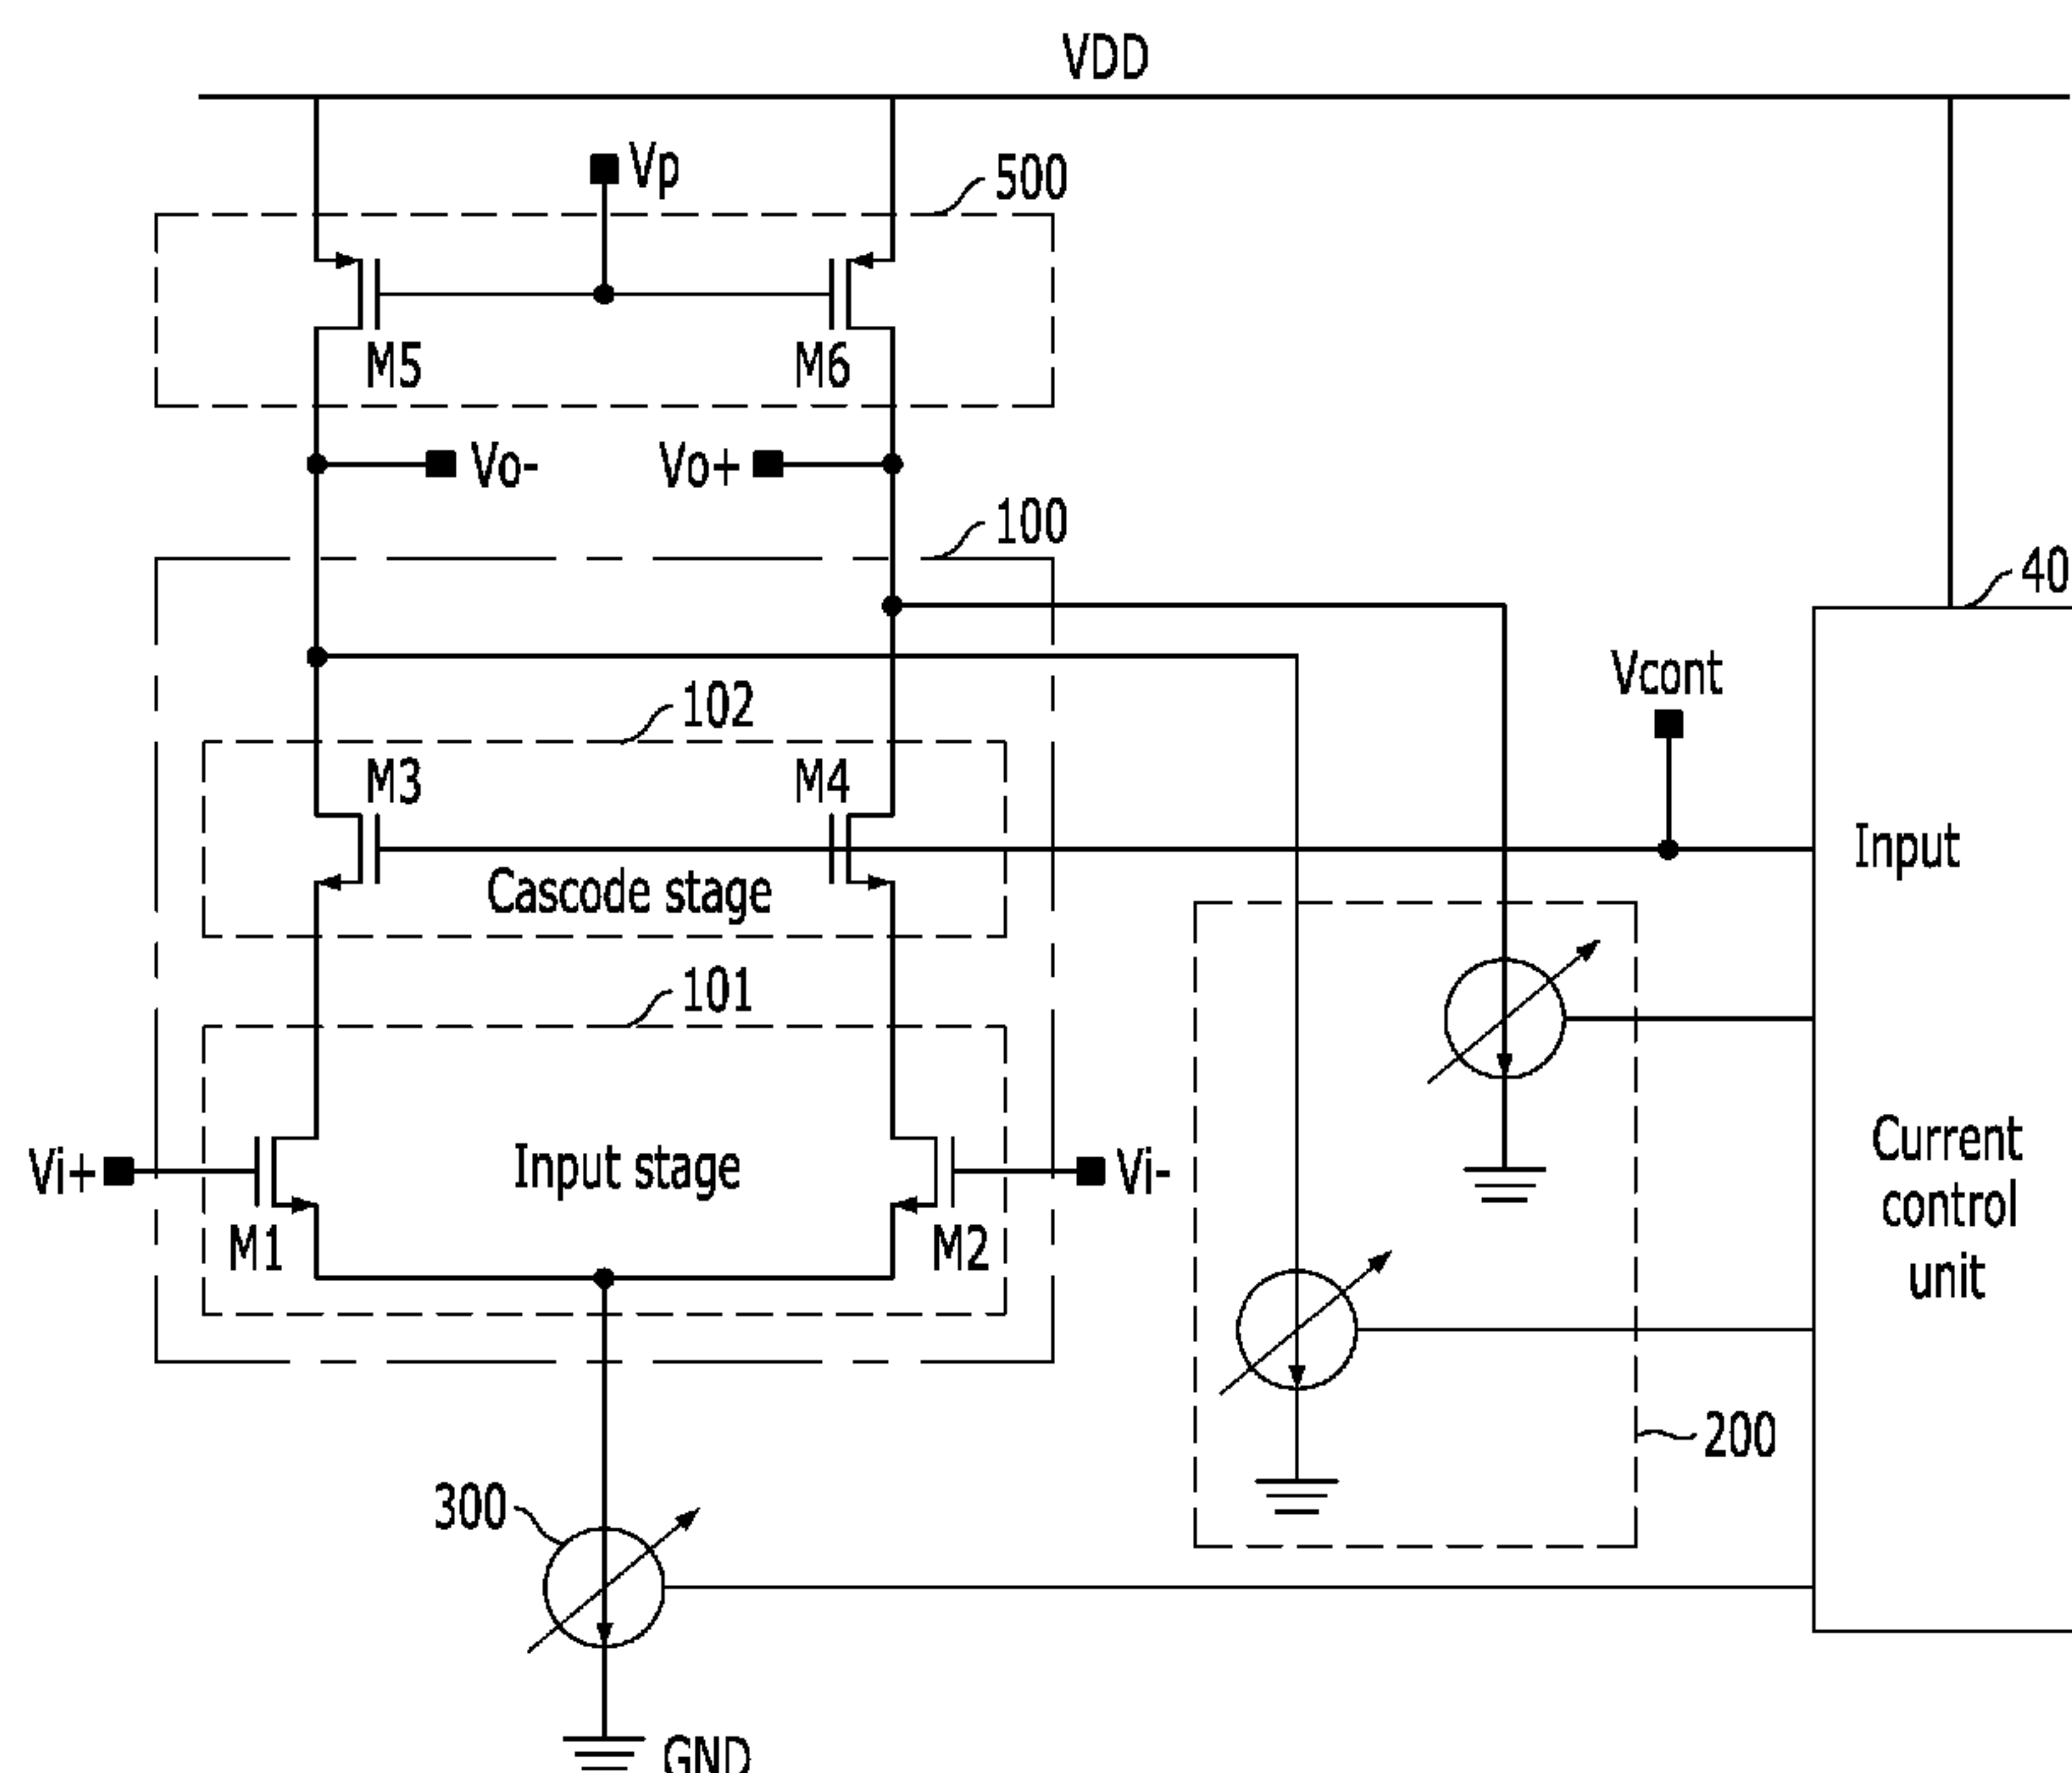 VDD
Vp
500
M5
M6
Vo-
Vo+
100
40
Vcont
102
M3
M4
Input
Cascode stage
101
Vi+
Input stage
Vi-
M1
M2
Current
control
unit
200
300
GND